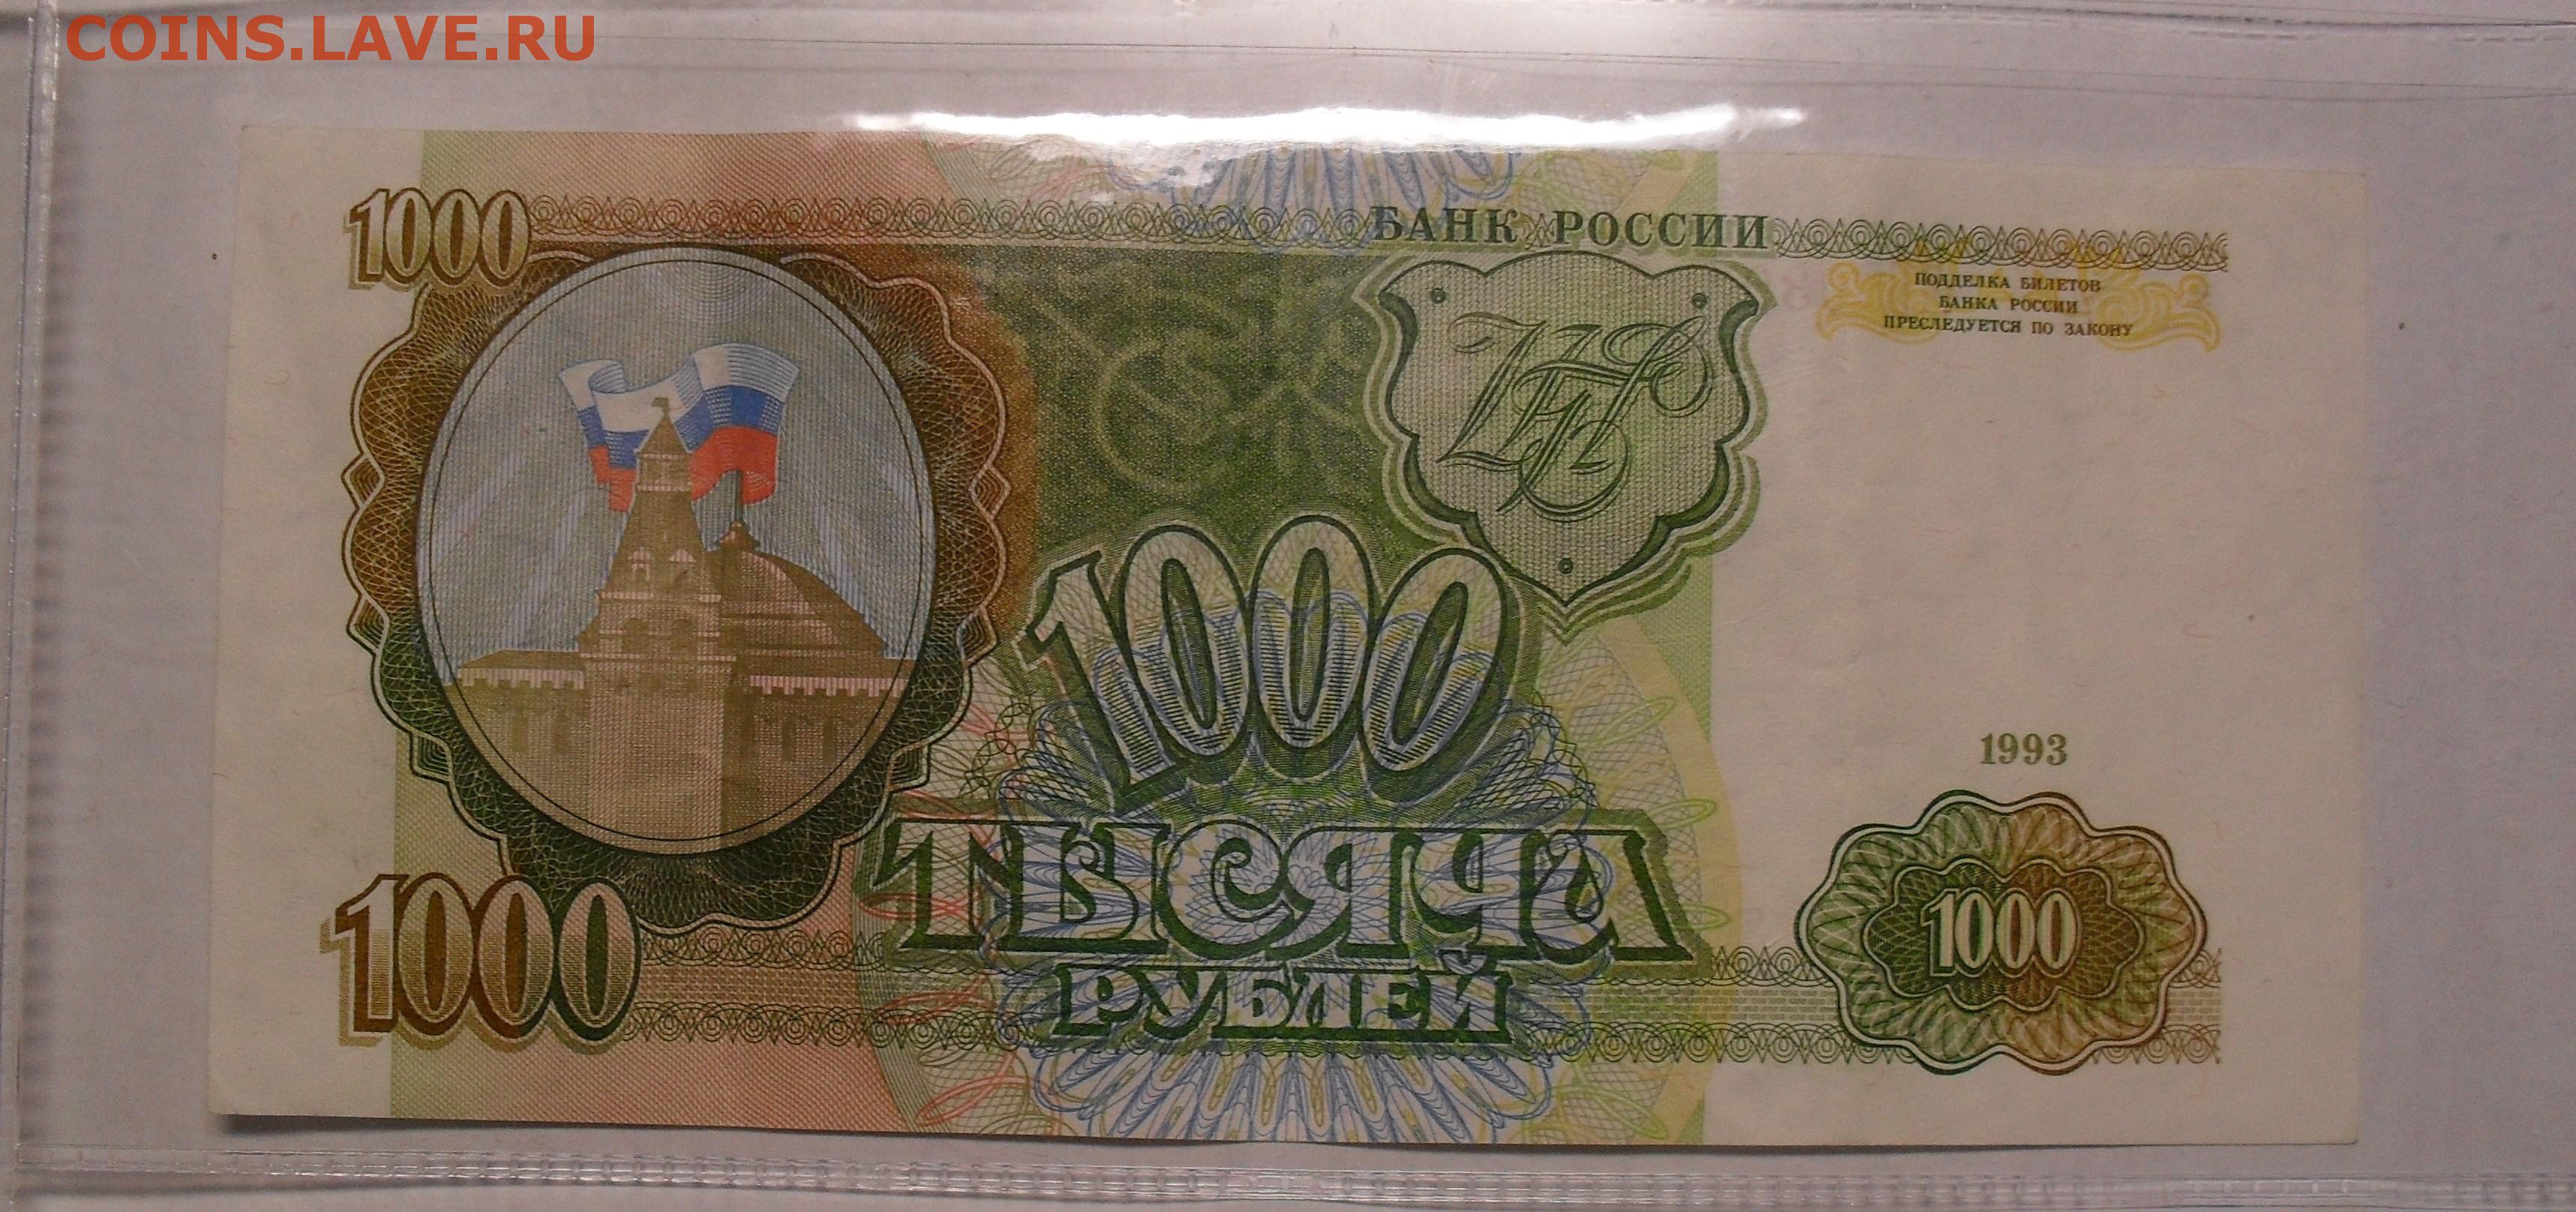 COINS.LAVE.RU
1000
БАНК РОССИИ
ПОДДЕЛКА БИЛЕТОВ
БАНКА РОССИИ
ПРЕСЛЕДУЕТСЯ ПО ЗАКОНУ
1000
1993
ТЫСЯЧА
1000
1000
РУБЛЕЙ